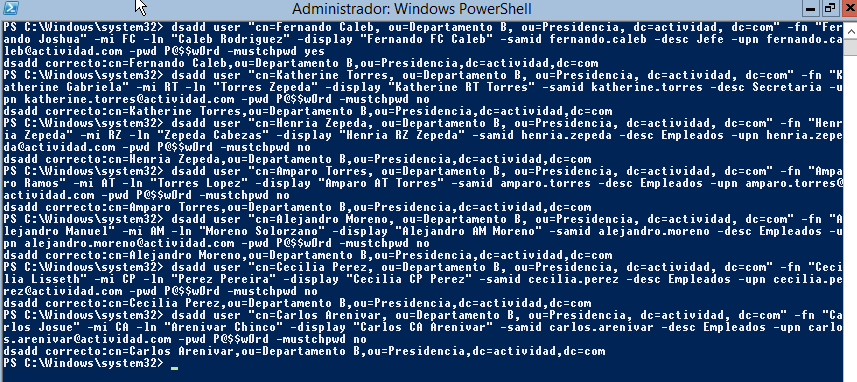 Administrador: Windows PowerShell
PS C:\Windows\system32> dsadd user "cn=Fernando Caleb, ou=Departamento B, ou=Presidencia, dc=actividad, dc=com" -fn "Fern
ando Joshua" -mi FC -ln "Caleb Rodriguez" -display "Fernando FC Caleb" -samid fernando.caleb -desc Jefe -upn fernando.ca
leb@actividad.com -pwd P@$$w0rd -mustchpwd yes
dsadd correcto:cn=Fernando Caleb,ou=Departamento B,ou=Presidencia,dc=actividad,dc=com
PS C:\Windows\system32> dsadd user "cn=Katherine Torres, ou=Departamento B, ou=Presidencia, dc=actividad, dc=com" -fn "K
atherine Gabriela" -mi RT -ln "Torres Zepeda" -display "Katherine RT Torres" -samid katherine.torres -desc Secretaria -u
pn katherine.torres@actividad.com -pwd P@$$w0rd -mustchpwd no
dsadd correcto:cn=Katherine Torres,ou=Departamento B,ou=Presidencia,dc=actividad,dc=com
PS C:\Windows\system32> dsadd user "cn=Henria Zepeda, ou=Departamento B, ou=Presidencia, dc=actividad, dc=com" -fn "Henr
ia Zepeda" -mi RZ -ln "Zepeda Cabezas" -display "Henria RZ Zepeda" -samid henria.zepeda -desc Empleados -upn henria.zepe
da@actividad.com -pwd P@$$w0rd -mustchpwd no
dsadd correcto:cn=Henria Zepeda,ou=Departamento B,ou=Presidencia,dc=actividad,dc=com
PS C:\Windows\system32> dsadd user "cn=Amparo Torres, ou=Departamento B, ou=Presidencia, dc=actividad, dc=com" -fn "Ampa
ro Ramos" -mi AT -ln "Torres Lopez" -display "Amparo AT Torres" -samid amparo.torres -desc Empleados -upn amparo.torres@
actividad.com -pwd P@$$w0rd -mustchpwd no
dsadd correcto:cn=Amparo Torres,ou=Departamento B,ou=Presidencia,dc=actividad,dc=com
PS C:\Windows\system32> dsadd user "cn=Alejandro Moreno, ou=Departamento B, ou=Presidencia, dc=actividad, dc=com" -fn "A
lejandro Manuel" -mi AM -ln "Moreno Solorzano" -display "Alejandro AM Moreno" -samid alejandro.moreno -desc Empleados -u
pn alejandro.moreno@actividad.com -pwd P@$$w0rd -mustchpwd no
dsadd correcto:cn=Alejandro Moreno,ou=Departamento B,ou=Presidencia,dc=actividad,dc=com
PS C:\Windows\system32> dsadd user "cn=Cecilia Perez, ou=Departamento B, ou=Presidencia, dc=actividad, dc=com" -fn "Ceci
lia Lisseth" -mi CP -ln "Perez Pereira" -display "Cecilia CP Perez" -samid cecilia.perez -desc Empleados -upn cecilia.pe
rez@actividad.com -pwd P@$$w0rd -mustchpwd no
dsadd correcto:cn=Cecilia Perez,ou=Departamento B,ou=Presidencia,dc=actividad,dc=com
PS C:\Windows\system32> dsadd user "cn=Carlos Arenivar, ou=Departamento B, ou=Presidencia, dc=actividad, dc=com" -fn "Ca
rlos Josue" -mi CA -ln "Arenivar Chinco" -display "Carlos CA Arenivar" -samid carlos.arenivar -desc Empleados -upn carlo
s.arenivar@actividad.com -pwd P@$$w0rd -mustchpwd no
dsadd correcto:cn=Carlos Arenivar,ou=Departamento B,ou=Presidencia,dc=actividad,dc=com
PS C:\Windows\system32> _